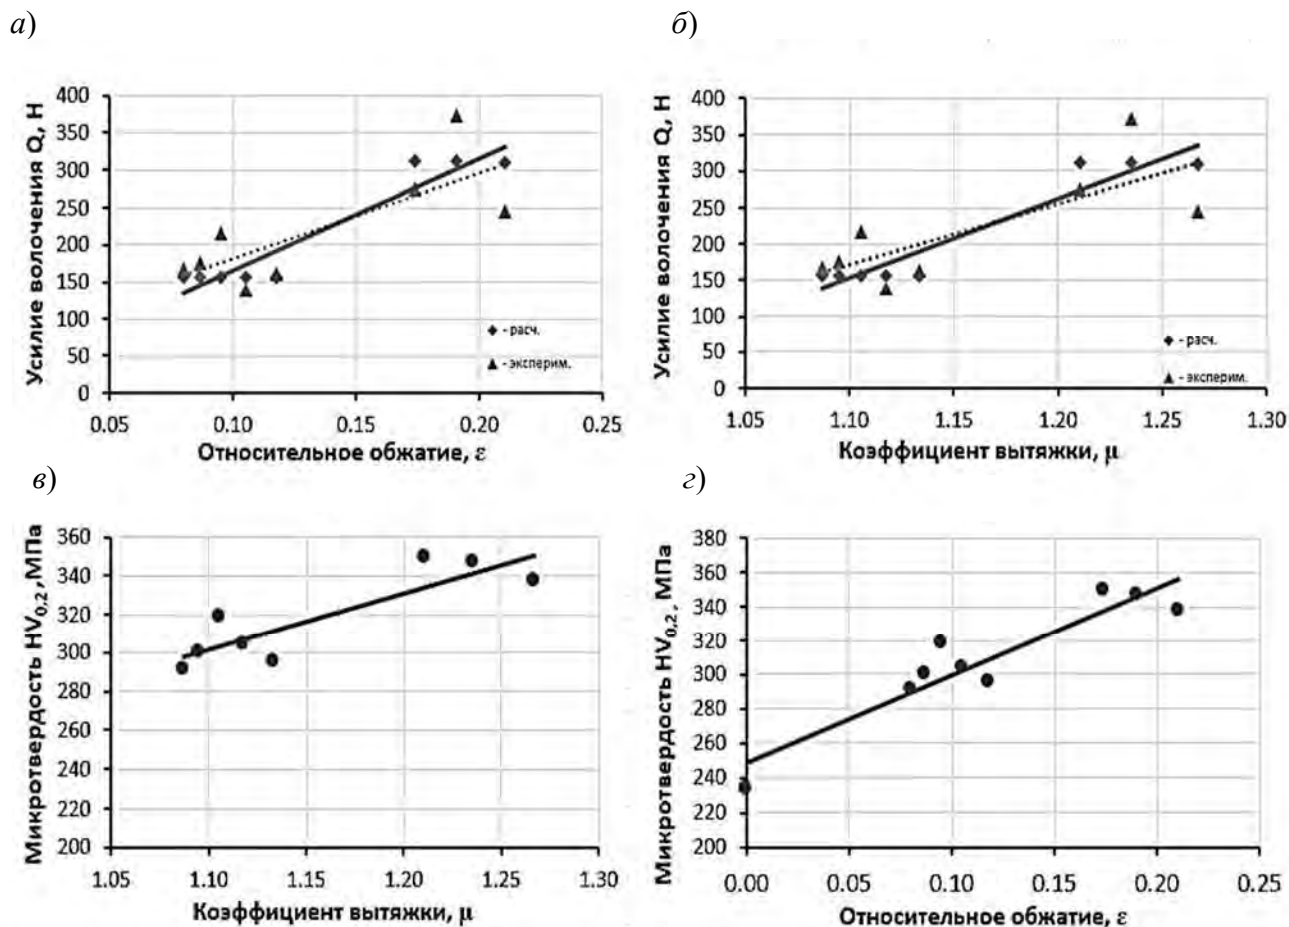 а)
Усилие волочения Q, Н
400
350
300
250
200
150
100
50
0
- расч.
- эксперим.
0.05 0.10 0.15 0.20 0.25
Относительное обжатие, ε
б)
Усилие волочения Q, Н
400
350
300
250
200
150
100
50
0
- расч.
- эксперим.
1.05 1.10 1.15 1.20 1.25 1.30
Коэффициент вытяжки, μ
в)
Микротвердость HV0,2 ,МПа
360
340
320
300
280
260
240
220
200
1.05 1.10 1.15 1.20 1.25 1.30
Коэффициент вытяжки, μ
г)
Микротвердость HV0,2 , МПа
380
360
340
320
300
280
260
240
220
200
0.00 0.05 0.10 0.15 0.20 0.25
Относительное обжатие, ε